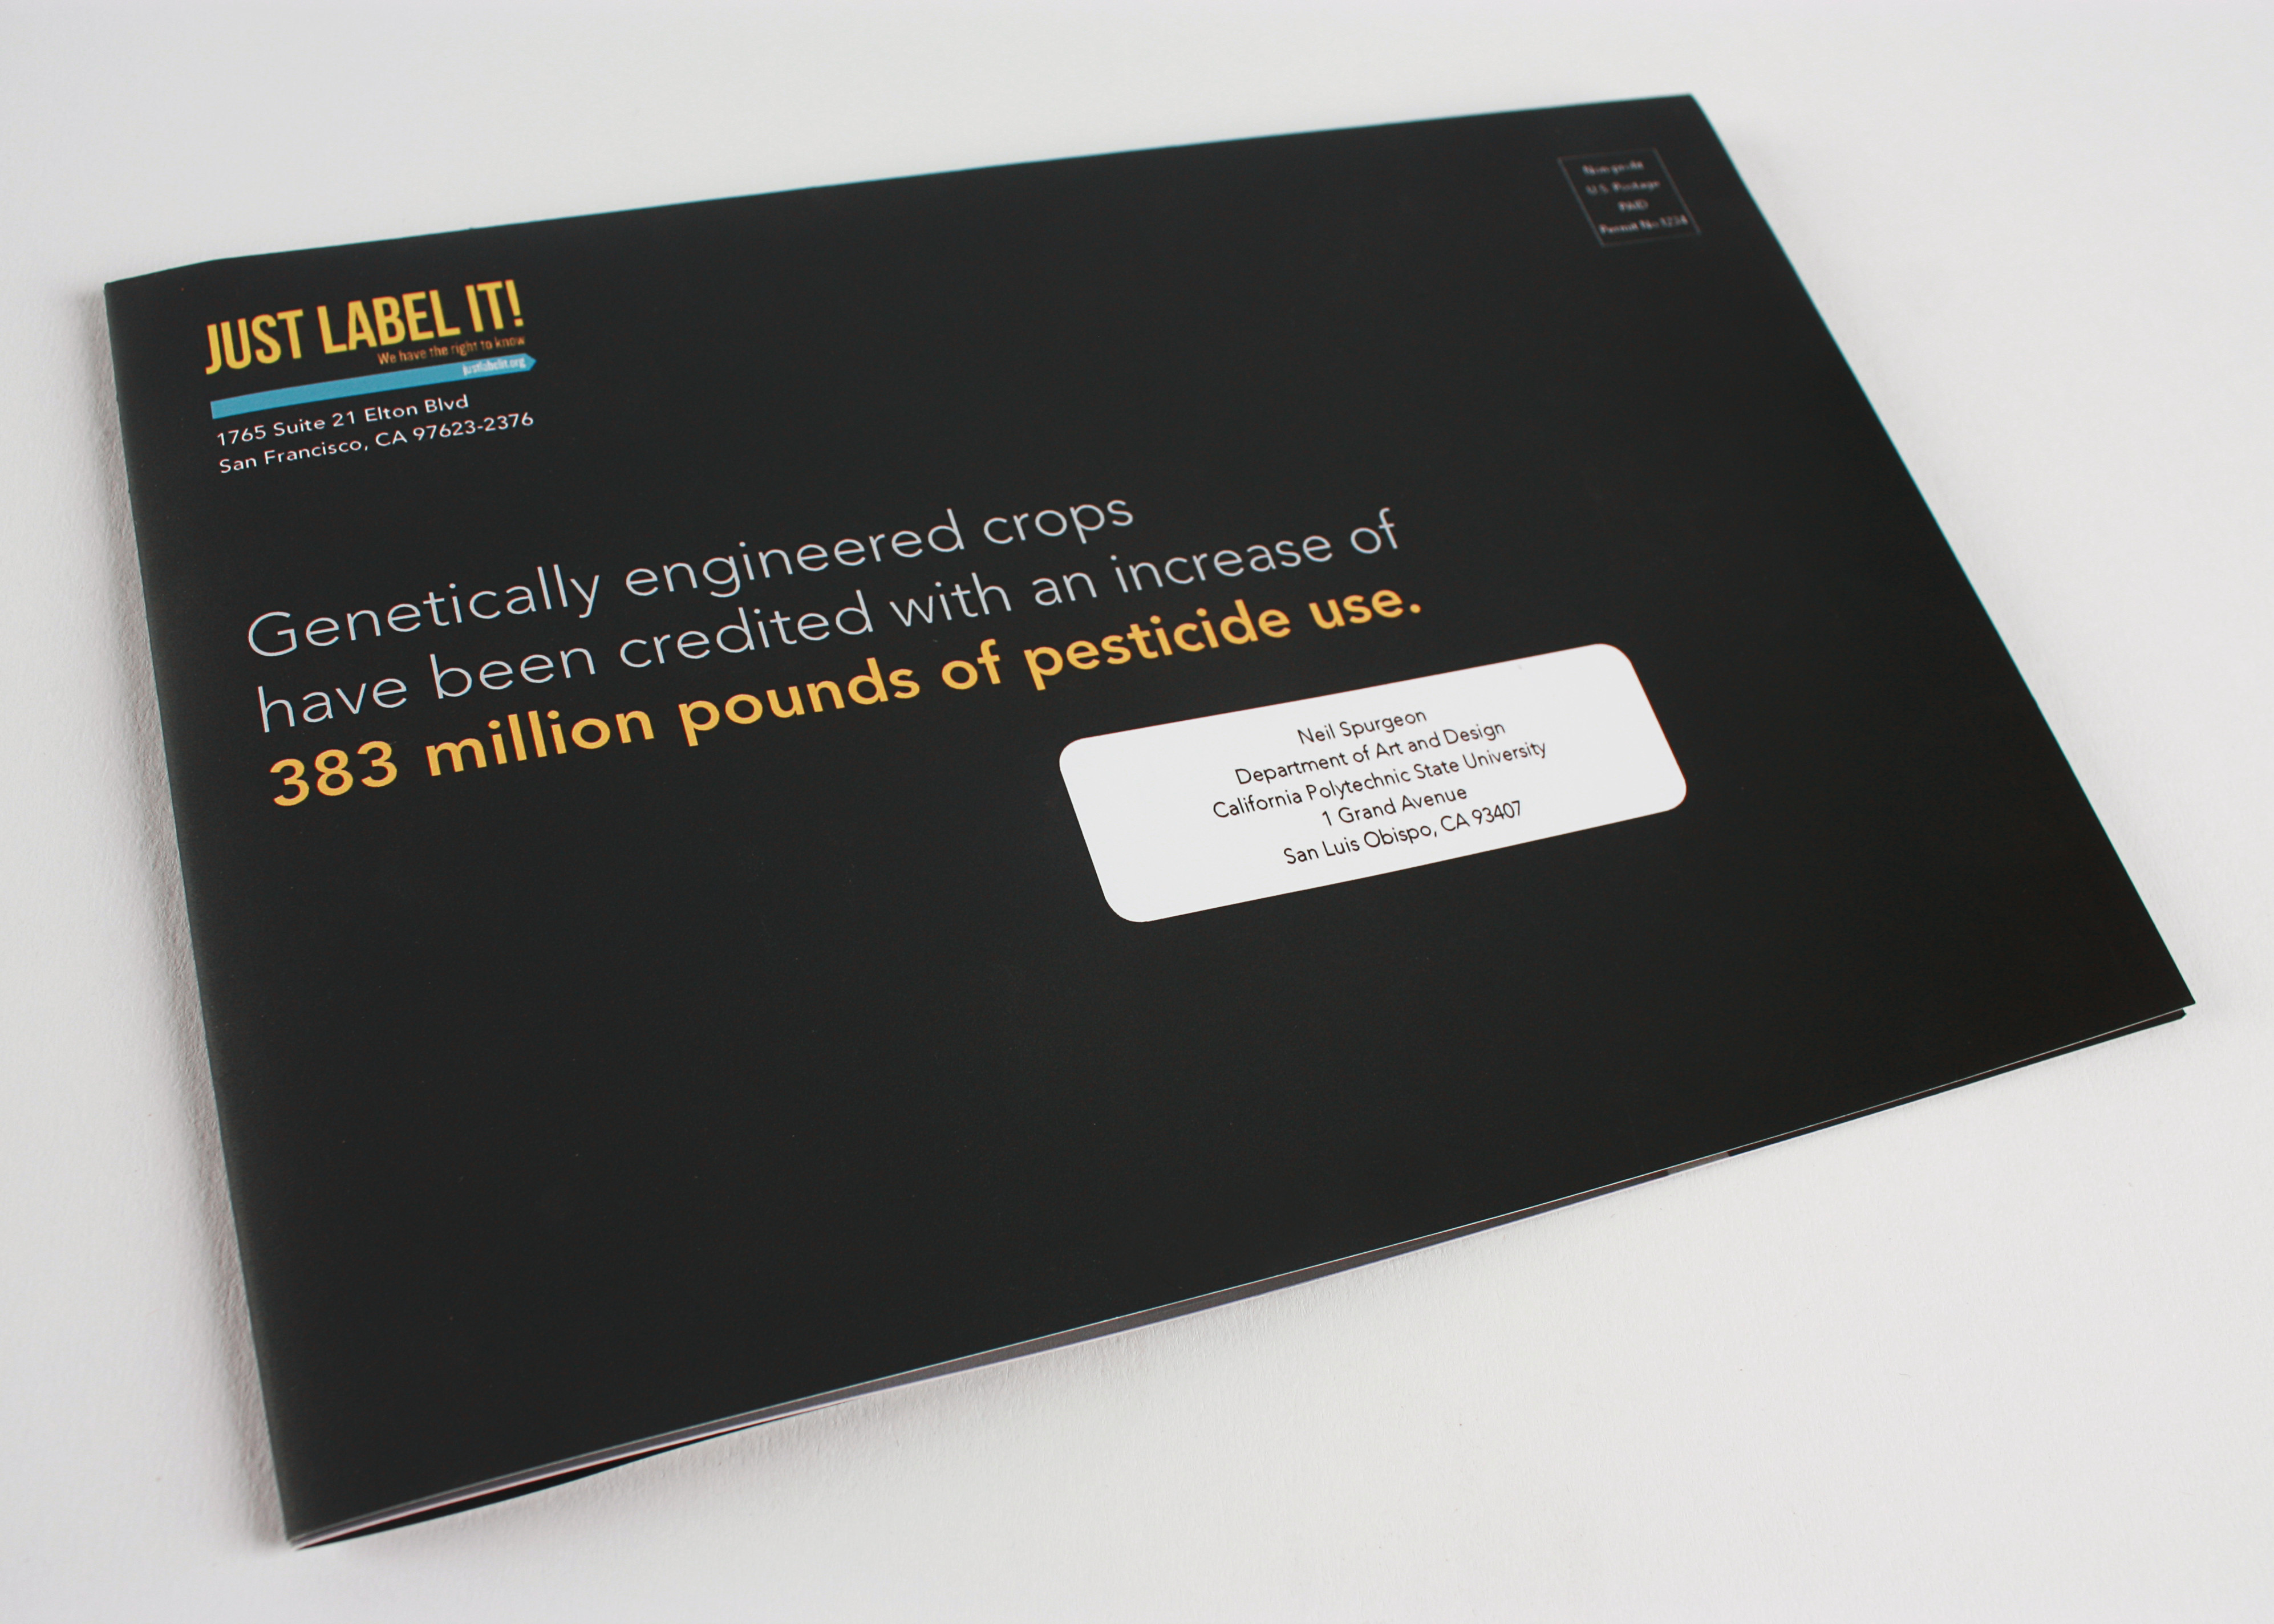 JUST LABEL IT!
We have the right to know
justlabelit.org
1765 Suite 21 Elton Blvd
San Francisco, CA 97623-2376
Nonprofit
U.S. Postage
PAID
Permit No 3224
Genetically engineered crops
have been credited with an increase of
383 million pounds of pesticide use.
Neil Spurgeon
Department of Art and Design
California Polytechnic State University
1 Grand Avenue
San Luis Obispo, CA 93407